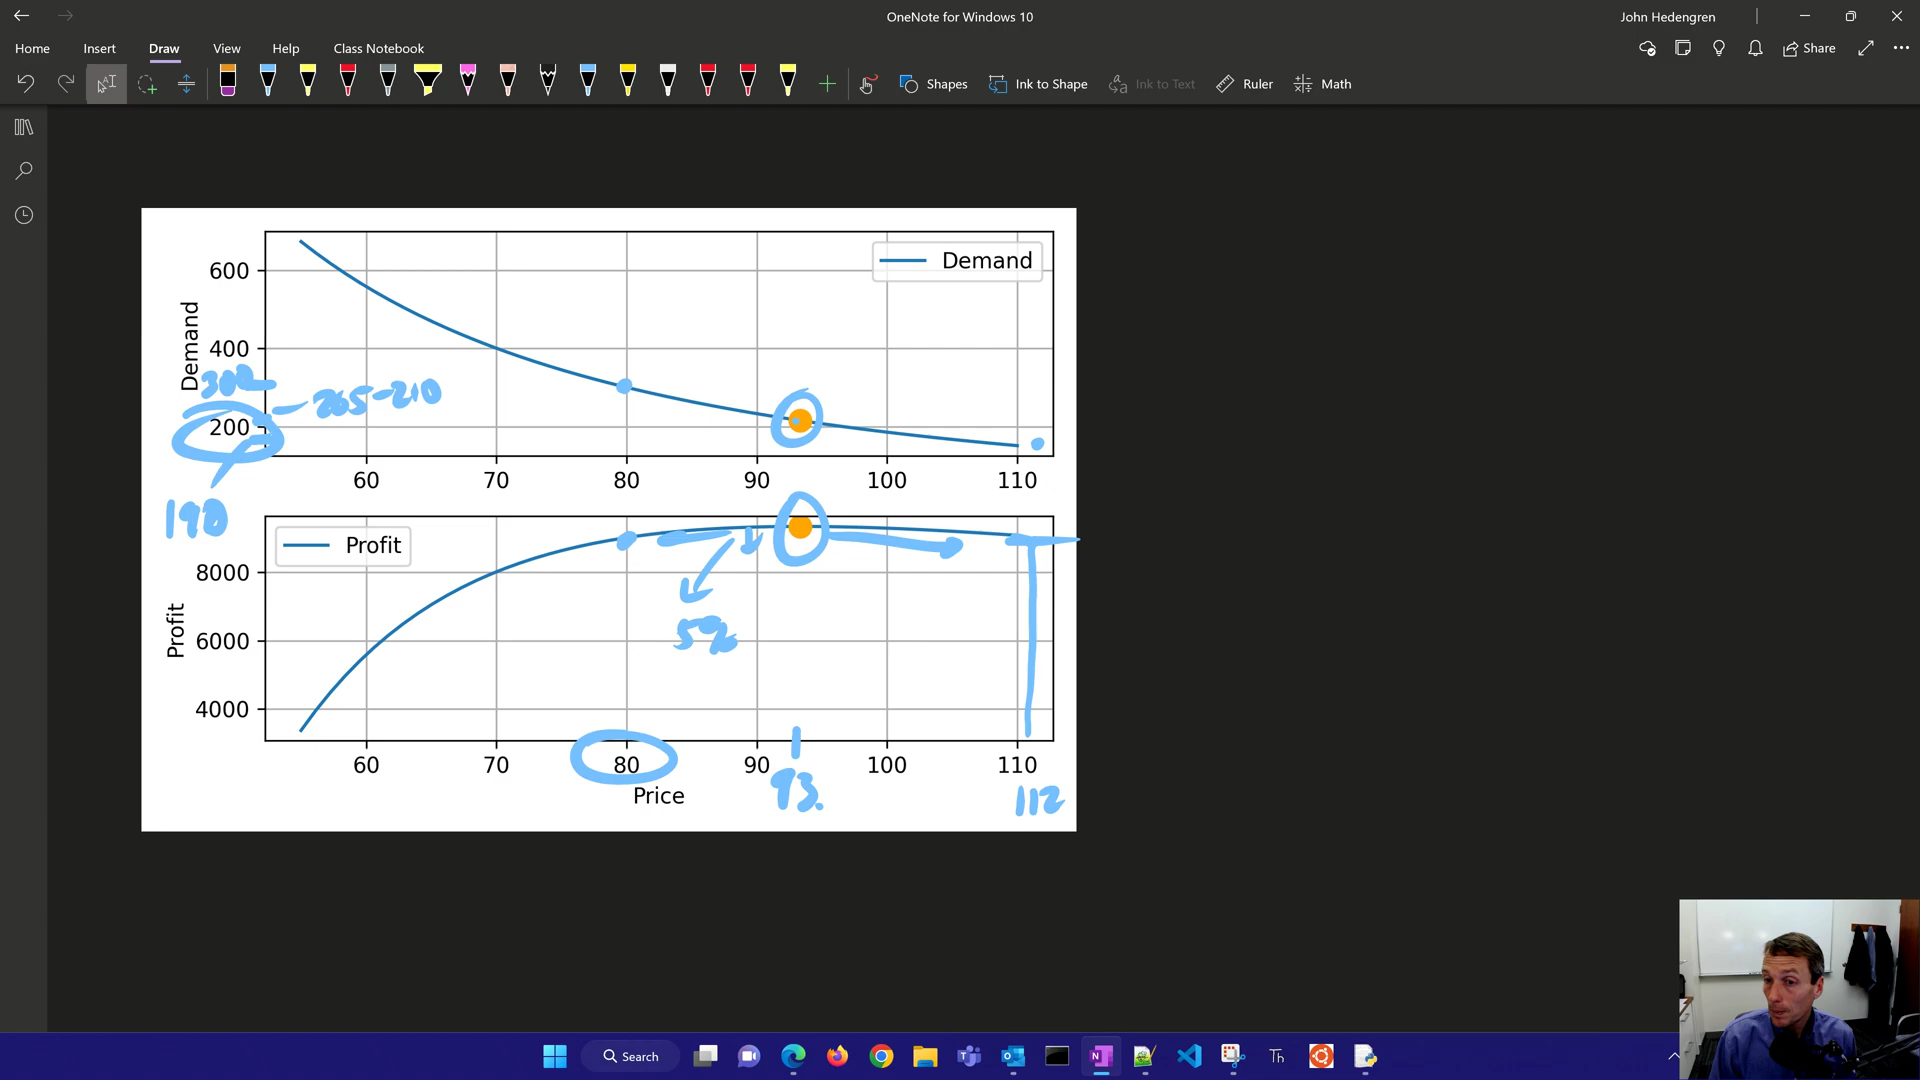 OneNote for Windows 10
John Hedengren
Home Insert Draw View Help Class Notebook
Share
Shapes Ink to Shape Ink to Text Ruler Math
Demand
600
400
200
Demand
60 70 80 90 100 110
265-210
190
Profit
8000
6000
4000
Profit
5%
60 70 80 90 100 110
Price
93.
112
Search
Th